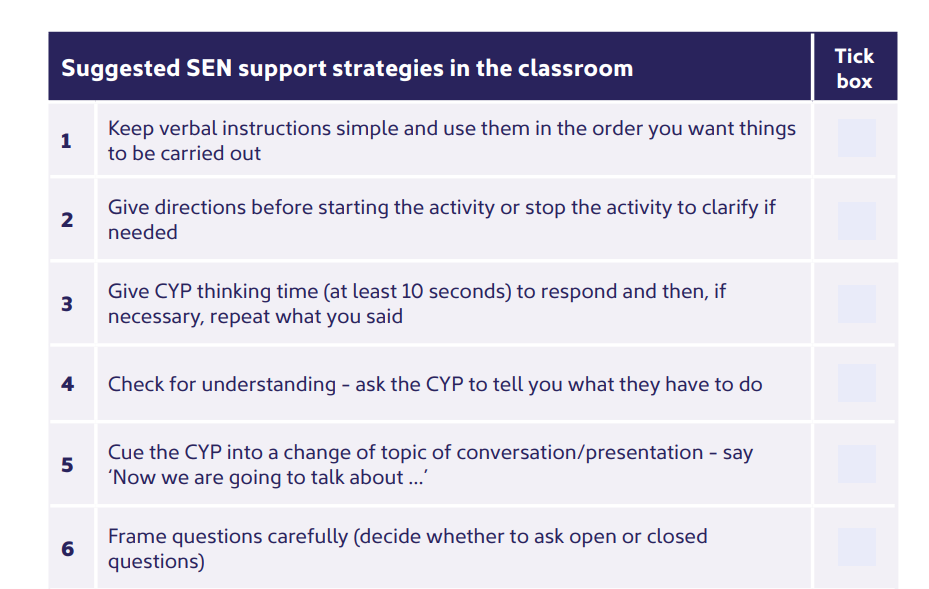 Suggested SEN support strategies in the classroom
Tick
box
1
Keep verbal instructions simple and use them in the order you want things
to be carried out
2
Give directions before starting the activity or stop the activity to clarify if
needed
3
Give CYP thinking time (at least 10 seconds) to respond and then, if
necessary, repeat what you said
4
Check for understanding – ask the CYP to tell you what they have to do
5
Cue the CYP into a change of topic of conversation/presentation – say
‘Now we are going to talk about ...’
6
Frame questions carefully (decide whether to ask open or closed
questions)